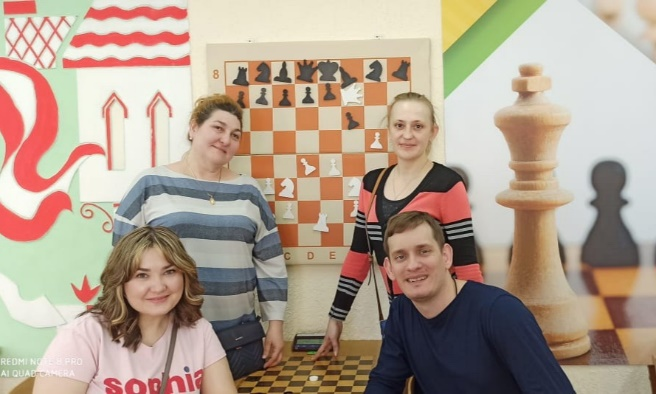 8
C D E
sophia
REDMI NOTE 8 PRO
AI QUAD CAMERA